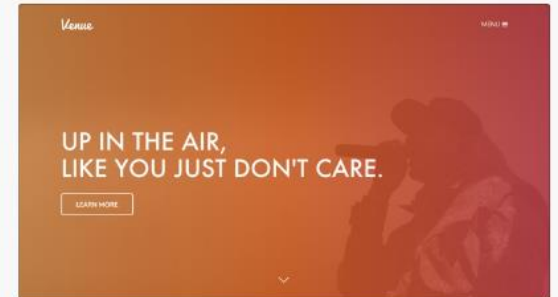 Venue
MENU
UP IN THE AIR,
LIKE YOU JUST DON'T CARE.
LEARN MORE